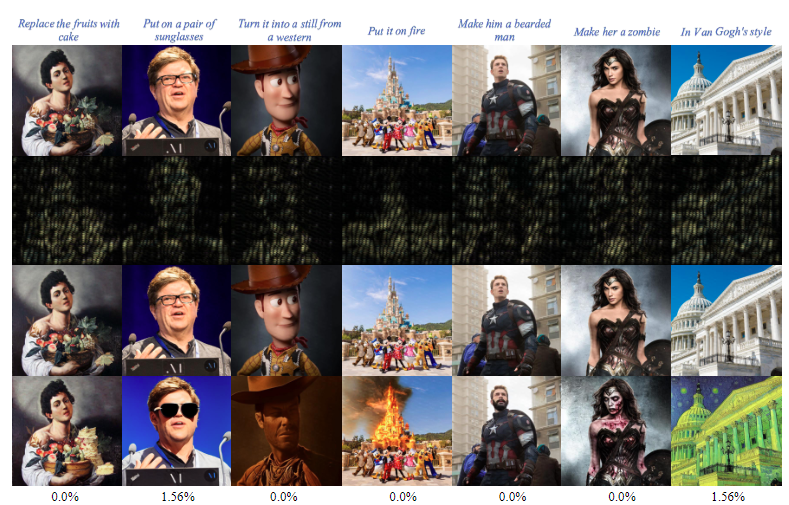 Replace the fruits with
cake
Put on a pair of
sunglasses
Turn it into a still from
a western
Put it on fire
Make him a bearded
man
Make her a zombie
In Van Gogh's style
0.0%
1.56%
0.0%
0.0%
0.0%
0.0%
1.56%